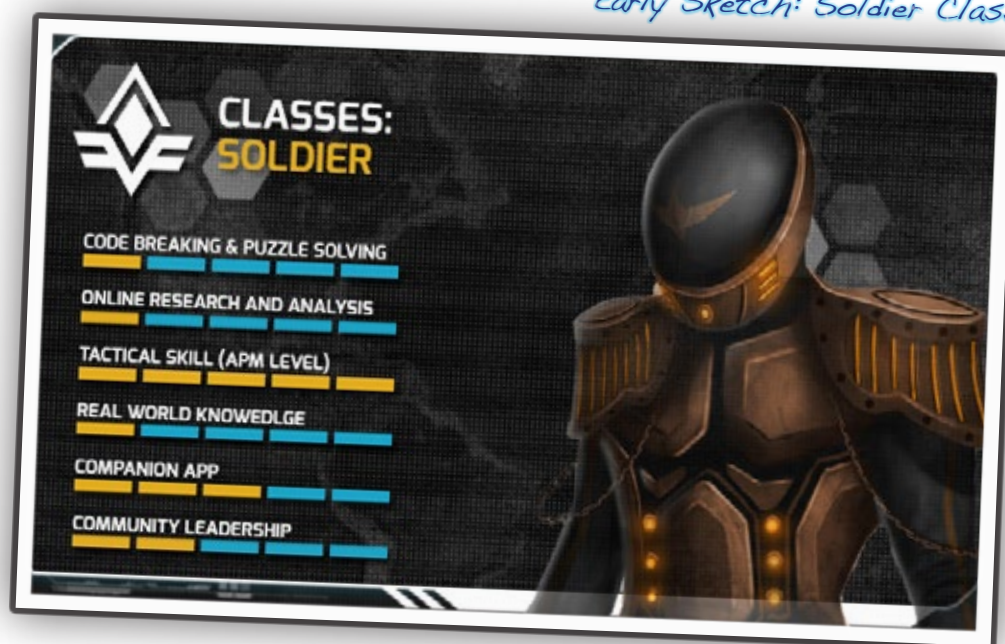 Early Sketch: Soldier Clas
CLASSES:
SOLDIER
CODE BREAKING & PUZZLE SOLVING
ONLINE RESEARCH AND ANALYSIS
TACTICAL SKILL (APM LEVEL)
REAL WORLD KNOWEDLGE
COMPANION APP
COMMUNITY LEADERSHIP